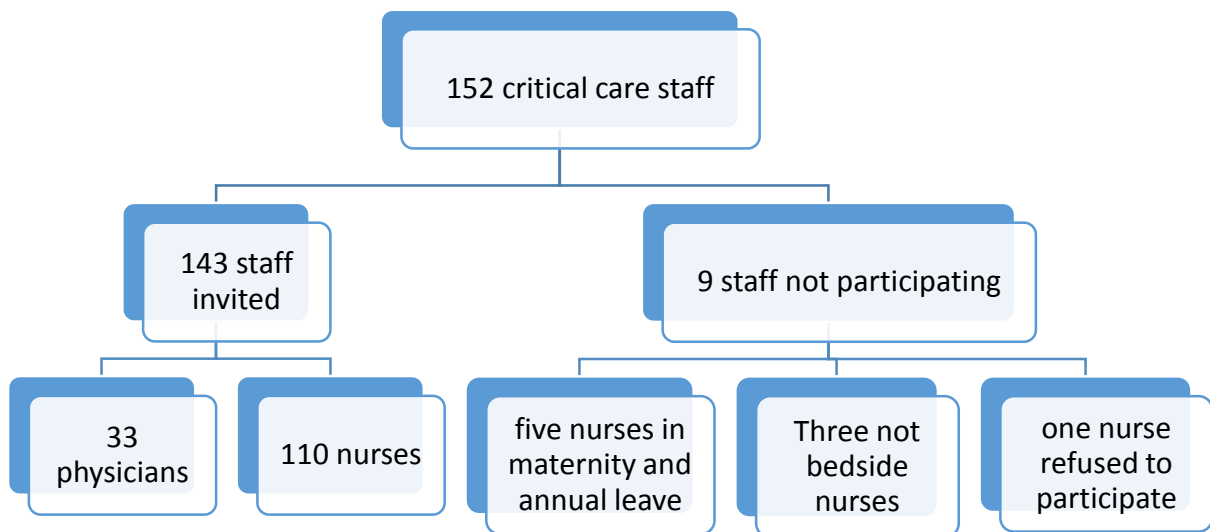 152 critical care staff
143 staff
invited
9 staff not participating
33
physicians
110 nurses
five nurses in
maternity and
annual leave
Three not
bedside
nurses
one nurse
refused to
participate